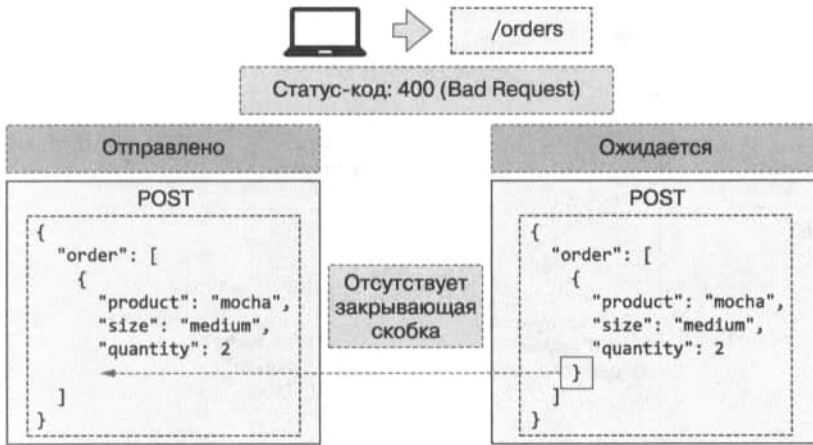 /orders
Статус-код: 400 (Bad Request)
Отправлено
POST
{
"order": [
{
"product": "mocha",
"size": "medium",
"quantity": 2
]
}
Отсутствует
закрывающая
скобка
Ожидается
POST
{
"order": [
{
"product": "mocha",
"size": "medium",
"quantity": 2
}
]
}